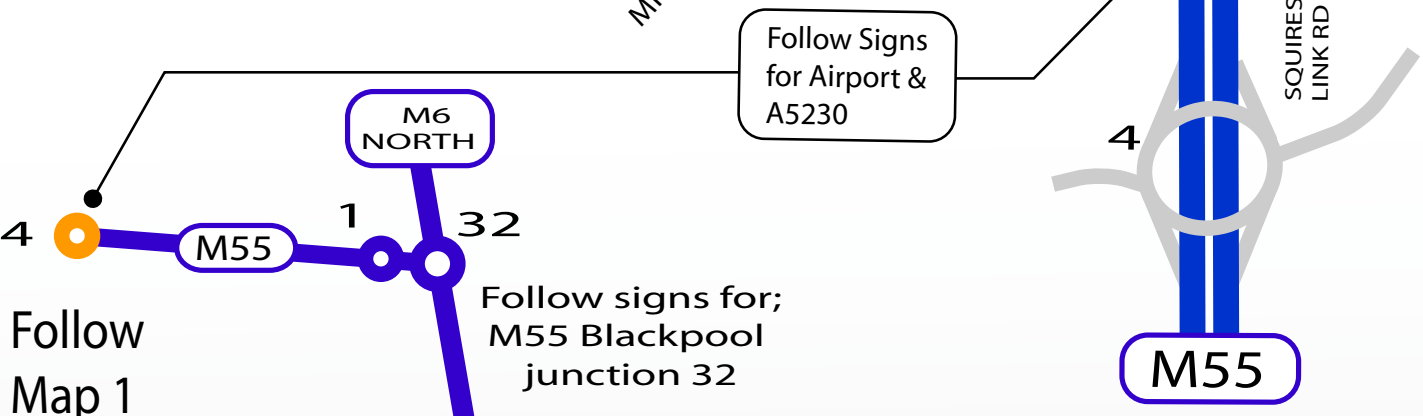 Follow Signs
for Airport &
A5230
SQUIRES
LINK RD
M6
NORTH
4
1
32
4
M55
Follow signs for;
M55 Blackpool
junction 32
Follow
Map 1
M55